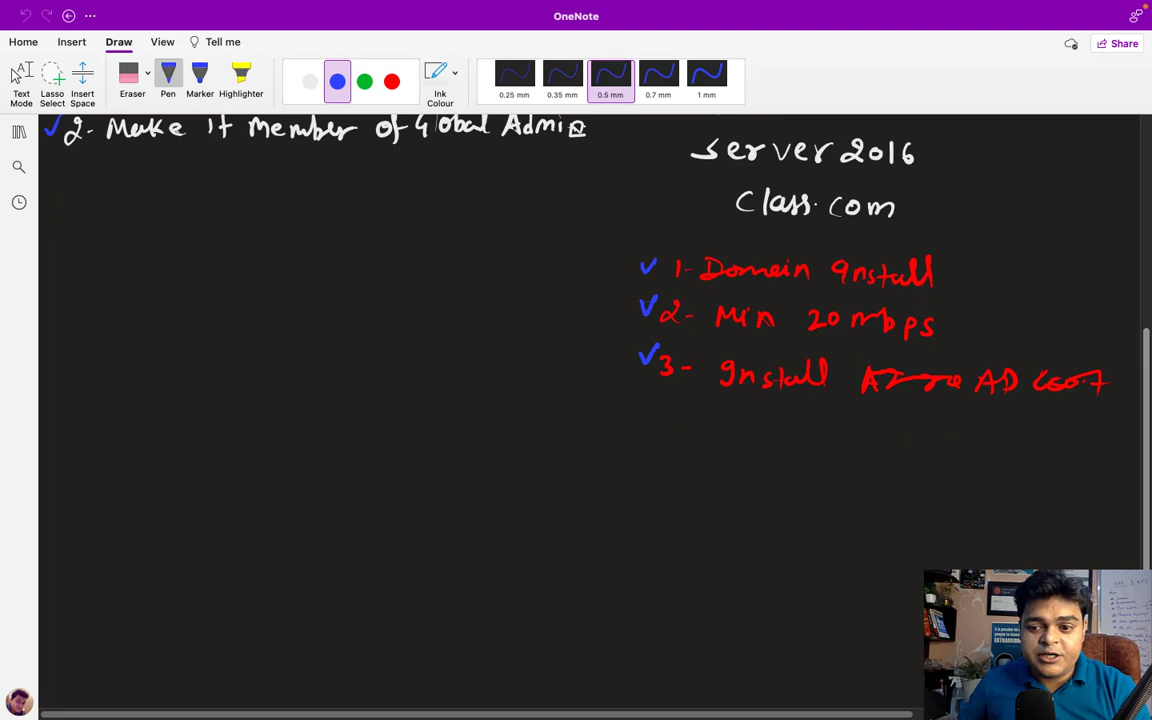 OneNote
Home Insert Draw View Tell me
Share
Text Mode
Lasso Select
Insert Space
Eraser
Pen
Marker
Highlighter
Ink Colour
0.25 mm
0.35 mm
0.5 mm
0.7 mm
1 mm
2- Make It member of Global Admin
Server 2016
Class.com
1- Domein Install
2- Min 20 mbps
3- Install Azure AD